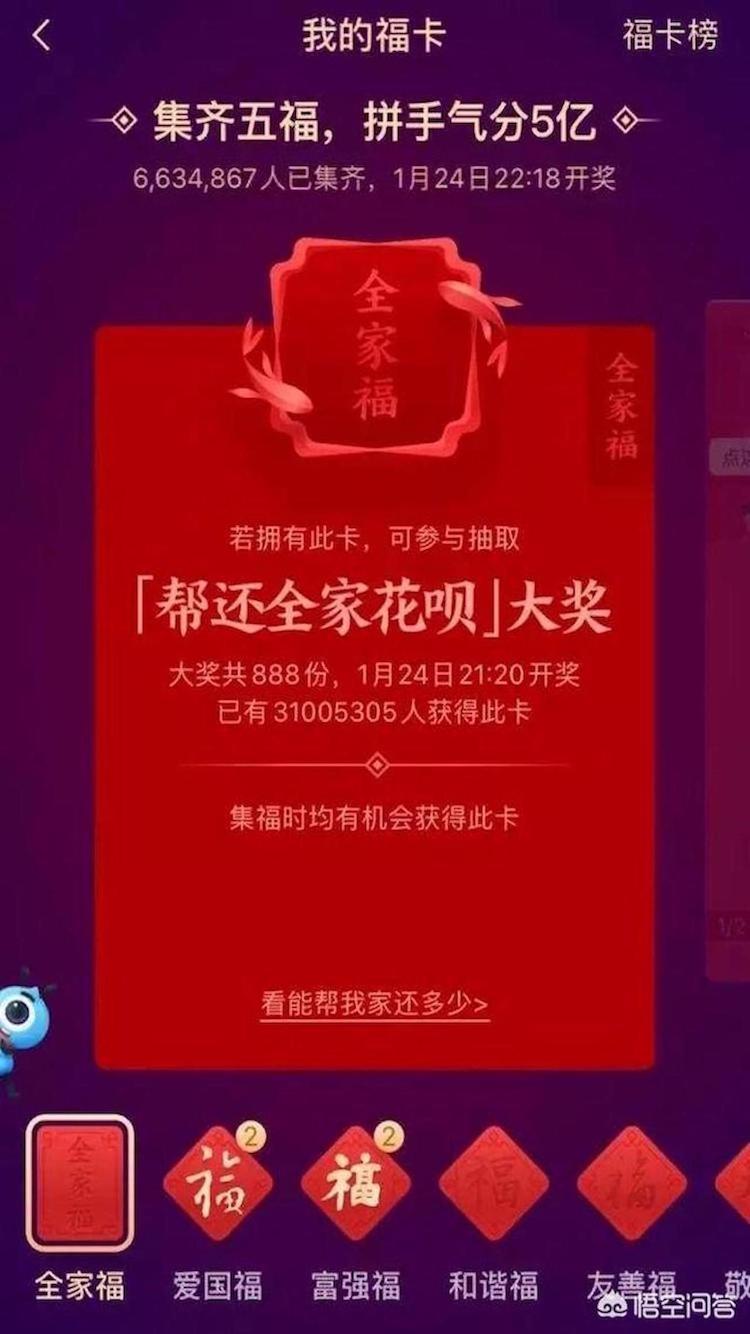 我的福卡
福卡榜
集齐五福，拼手气分5亿
6,634,867人已集齐，1月24日22:18开奖
全家福
全家福
若拥有此卡，可参与抽取
「帮还全家花呗」大奖
大奖共888份，1月24日21:20开奖
已有31005305人获得此卡
集福时均有机会获得此卡
看能帮我家还多少>
点
1/2
全家福
福
2
福
2
福
福
全家福
爱国福
富强福
和谐福
友善福
敬
悟空问答